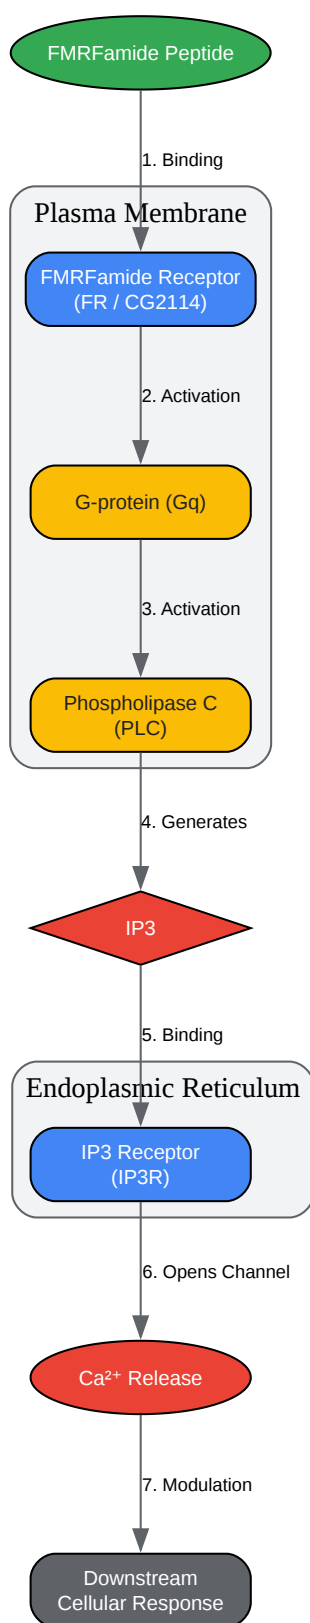 FMRFamide Peptide
1. Binding
Plasma Membrane
FMRFamide Receptor
(FR / CG2114)
2. Activation
G-protein (Gq)
3. Activation
Phospholipase C
(PLC)
4. Generates
IP3
5. Binding
Endoplasmic Reticulum
IP3 Receptor
(IP3R)
6. Opens Channel
Ca²⁺ Release
7. Modulation
Downstream
Cellular Response